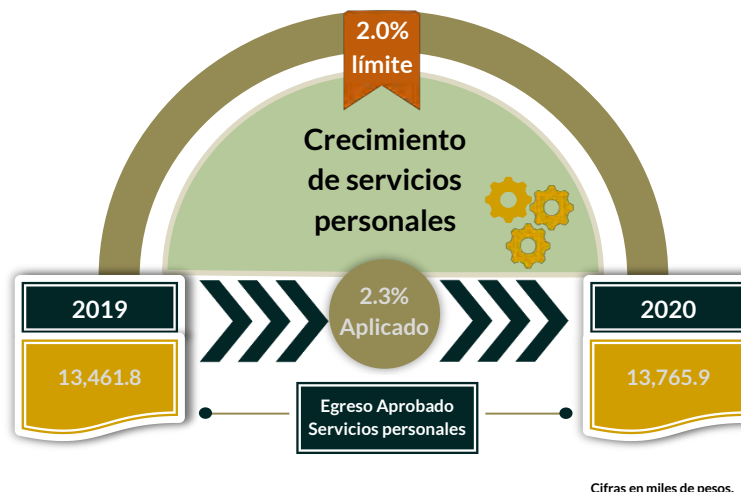 2.0%
límite
Crecimiento
de servicios
personales
2019
2.3%
Aplicado
2020
13,461.8
13,765.9
Egreso Aprobado
Servicios personales
Cifras en miles de pesos.